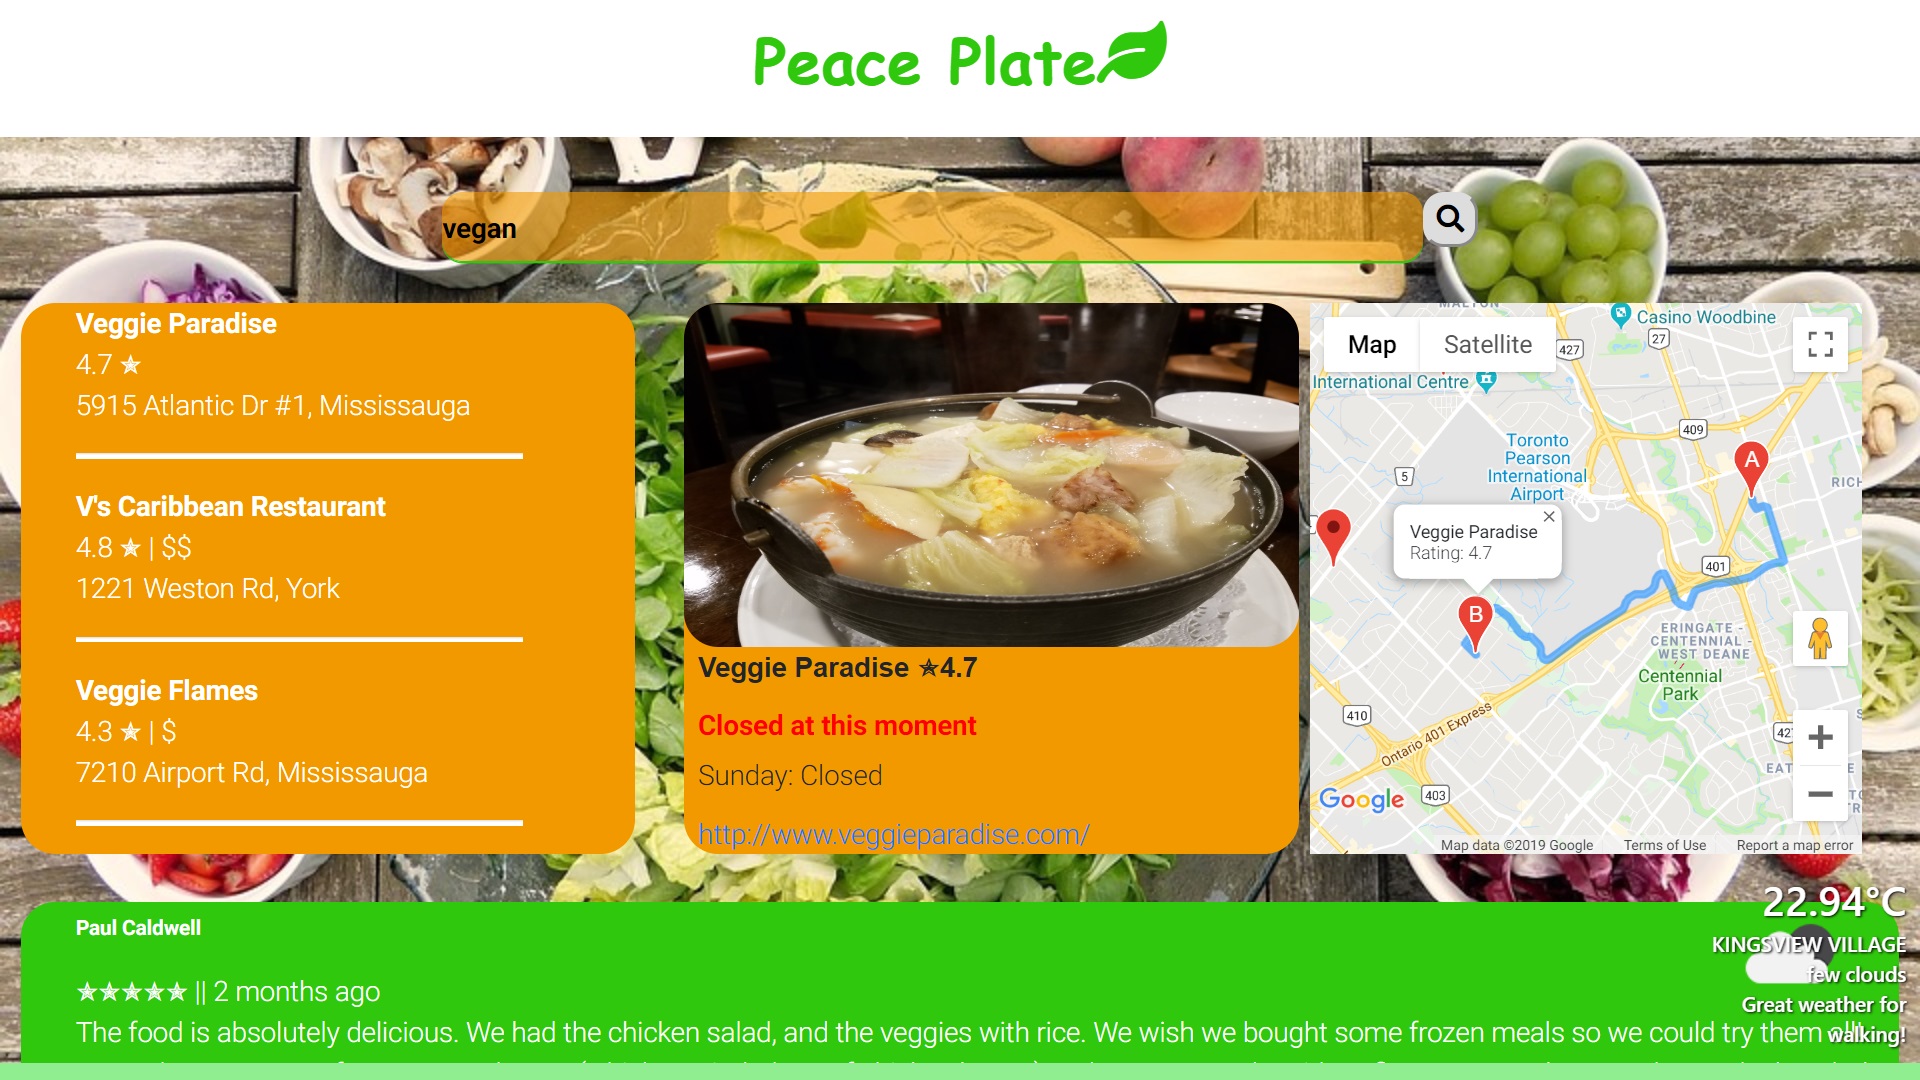 Peace Plate
vegan
Veggie Paradise
4.7 ★
5915 Atlantic Dr #1, Mississauga
V's Caribbean Restaurant
4.8 ★ | $$
1221 Weston Rd, York
Veggie Flames
4.3 ★ | $
7210 Airport Rd, Mississauga
Veggie Paradise ★4.7
Closed at this moment
Sunday: Closed
http://www.veggieparadise.com/
Map Satellite
MALTON
Casino Woodbine
427
27
International Centre
409
Toronto
Pearson
International
Airport
A
5
RICH
Veggie Paradise
Rating: 4.7
401
B
ERINGATE -
CENTENNIAL -
WEST DEANE
Centennial
Park
410
Ontario 401 Express
Google
403
Map data ©2019 Google Terms of Use Report a map error
Paul Caldwell
★★★★★ || 2 months ago
The food is absolutely delicious. We had the chicken salad, and the veggies with rice. We wish we bought some frozen meals so we could try them
22.94°C
KINGSVIEW VILLAGE
few clouds
Great weather for
walking!